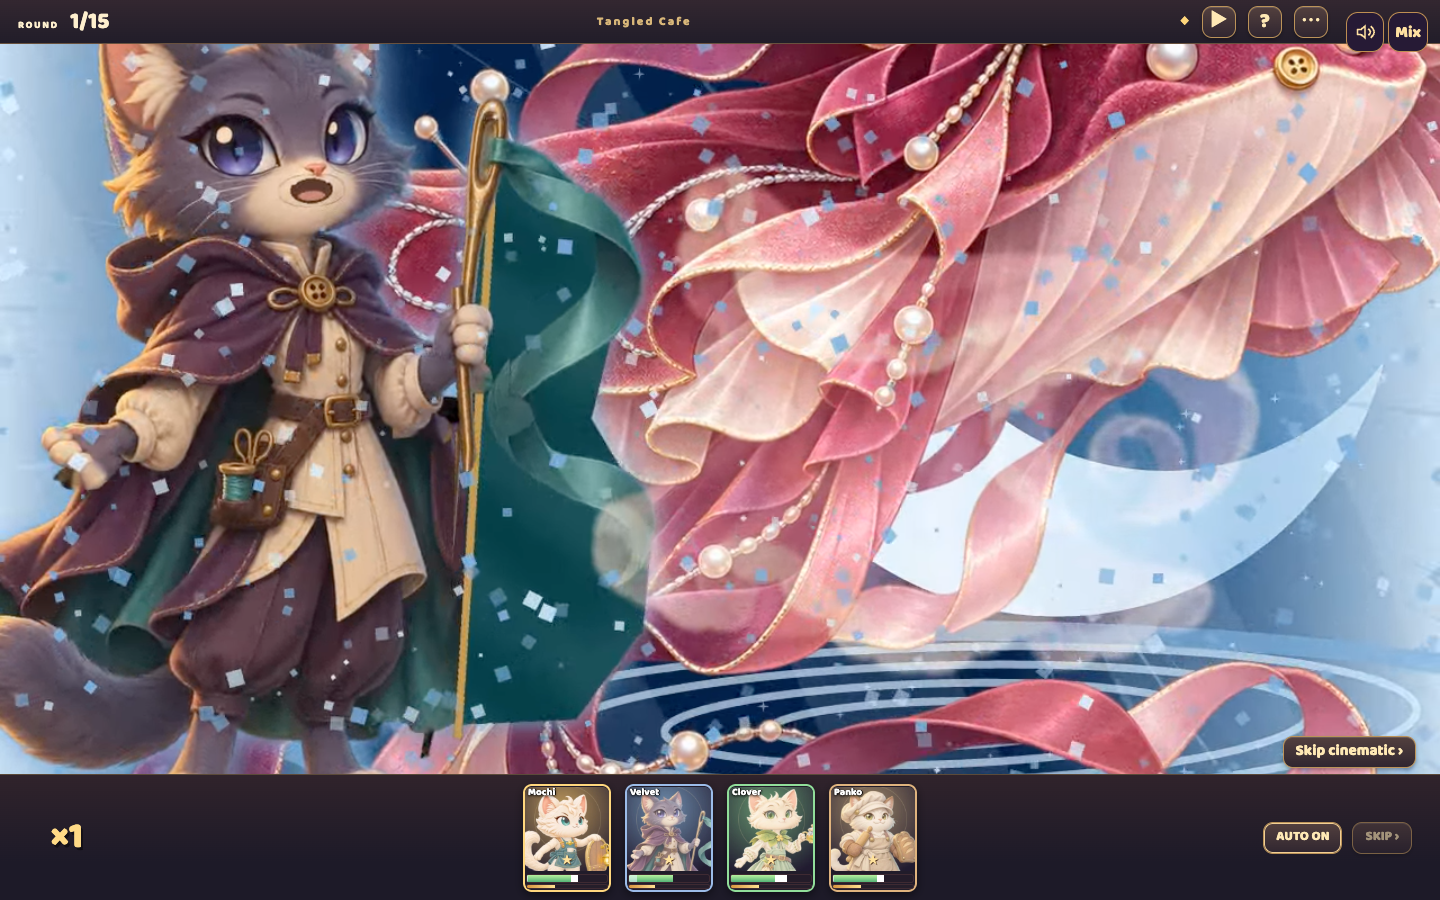 ROUND 1/15
Tangled Cafe
?
Mix
Skip cinematic ›
×1
Mochi
Velvet
Clover
Panko
AUTO ON
SKIP ›